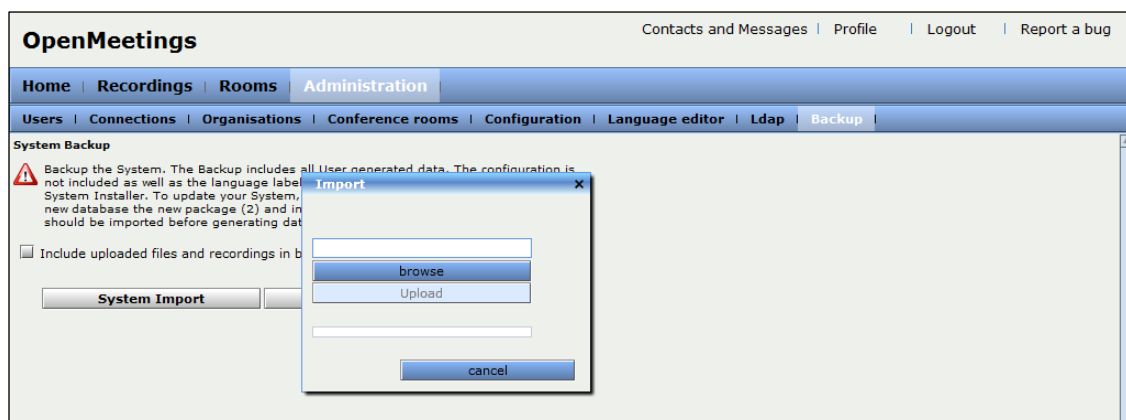 OpenMeetings
Contacts and Messages | Profile | Logout | Report a bug
Home | Recordings | Rooms | Administration |
Users | Connections | Organisations | Conference rooms | Configuration | Language editor | Ldap | Backup |
System Backup
Backup the System. The Backup includes all User generated data. The configuration is
not included as well as the language label
System Installer. To update your System,
new database the new package (2) and in
should be imported before generating dat
Include uploaded files and recordings in b
System Import
Import x
browse
Upload
cancel